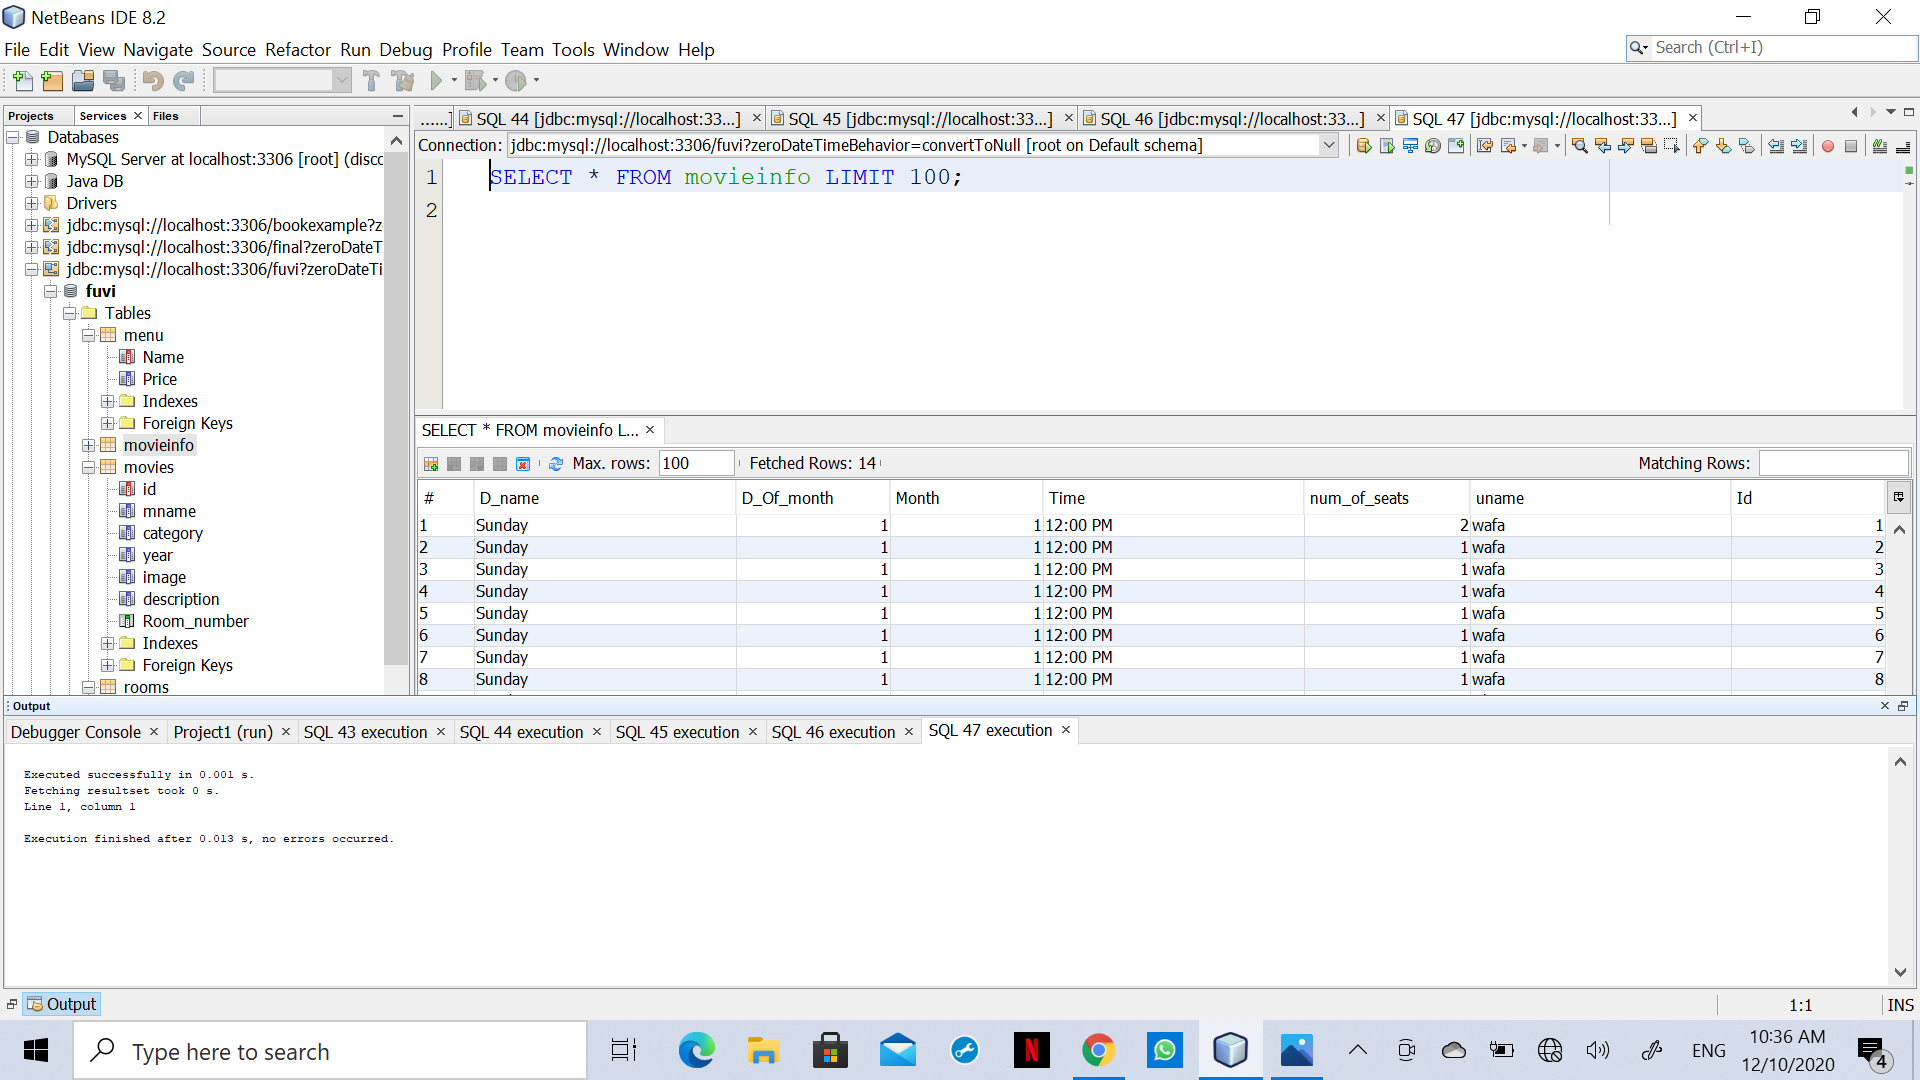 NetBeans IDE 8.2
File Edit View Navigate Source Refactor Run Debug Profile Team Tools Window Help
Search (Ctrl+I)
Projects Services Files
Databases
MySQL Server at localhost:3306 [root] (disco
Java DB
Drivers
jdbc:mysql://localhost:3306/bookexample?z
jdbc:mysql://localhost:3306/final?zeroDateT
jdbc:mysql://localhost:3306/fuvi?zeroDateTi
fuvi
Tables
menu
Name
Price
Indexes
Foreign Keys
movieinfo
movies
id
mname
category
year
image
description
Room_number
Indexes
Foreign Keys
rooms
......] SQL 44 [jdbc:mysql://localhost:33...] SQL 45 [jdbc:mysql://localhost:33...] SQL 46 [jdbc:mysql://localhost:33...] SQL 47 [jdbc:mysql://localhost:33...]
Connection: jdbc:mysql://localhost:3306/fuvi?zeroDateTimeBehavior=convertToNull [root on Default schema]
1 SELECT * FROM movieinfo LIMIT 100;
2
SELECT * FROM movieinfo L...
Max. rows: 100 Fetched Rows: 14 Matching Rows:
# D_name D_Of_month Month Time num_of_seats uname Id
1 Sunday 1 1 12:00 PM 2 wafa 1
2 Sunday 1 1 12:00 PM 1 wafa 2
3 Sunday 1 1 12:00 PM 1 wafa 3
4 Sunday 1 1 12:00 PM 1 wafa 4
5 Sunday 1 1 12:00 PM 1 wafa 5
6 Sunday 1 1 12:00 PM 1 wafa 6
7 Sunday 1 1 12:00 PM 1 wafa 7
8 Sunday 1 1 12:00 PM 1 wafa 8
Output
Debugger Console Project1 (run) SQL 43 execution SQL 44 execution SQL 45 execution SQL 46 execution SQL 47 execution
Executed successfully in 0.001 s.
Fetching resultset took 0 s.
Line 1, column 1
Execution finished after 0.013 s, no errors occurred.
Output
1:1 INS
Type here to search
N
ENG
10:36 AM
12/10/2020
4